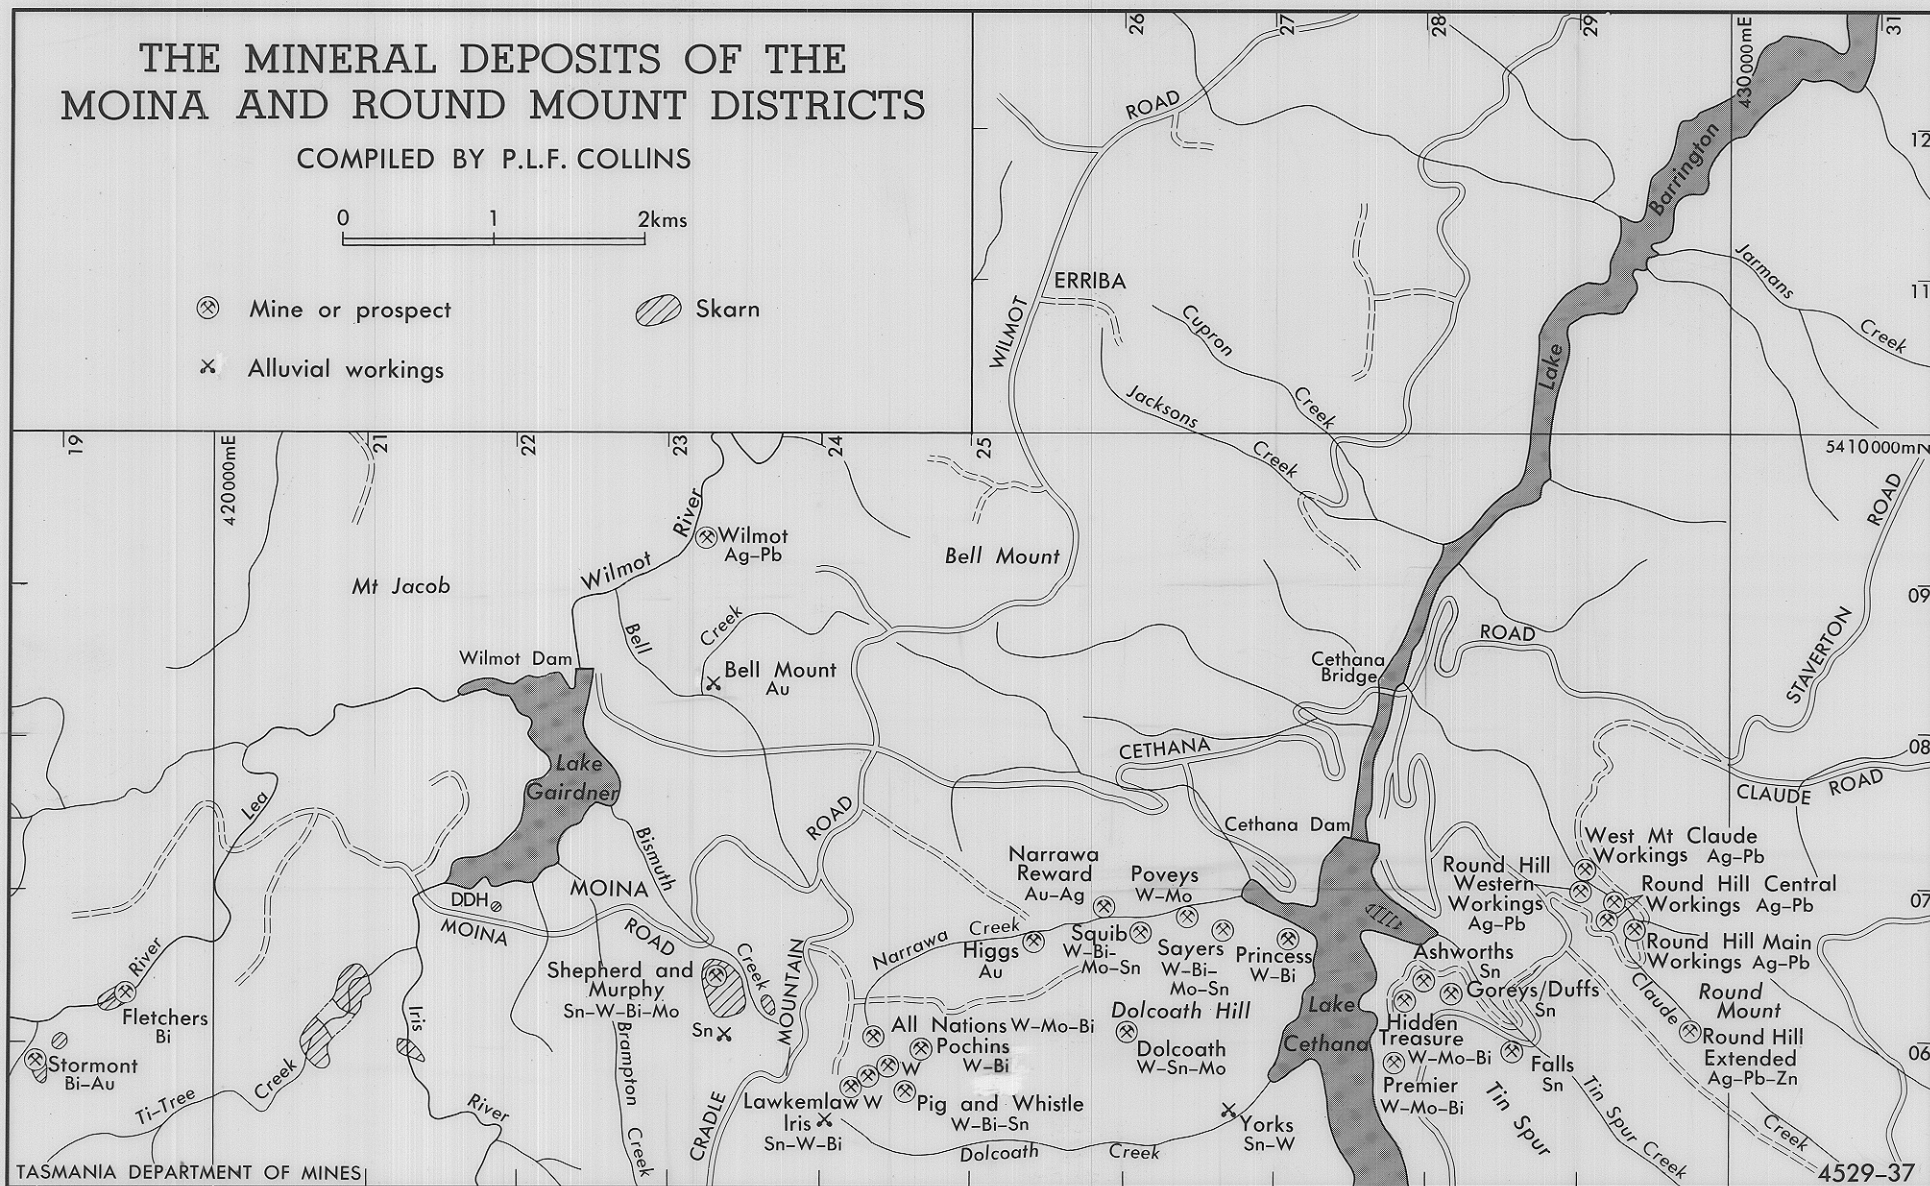 THE MINERAL DEPOSITS OF THE
MOINA AND ROUND MOUNT DISTRICTS
COMPILED BY P.L.F. COLLINS
0 1 2kms
Mine or prospect
Skarn
Alluvial workings
26
27
28
29
430000mE
31
12
11
5410000mN
09
08
07
06
19
420000mE
21
22
23
24
25
ROAD
WILMOT
ERRIBA
Cupron
Creek
Jacksons
Creek
Barrington
Lake
Jarmans
Creek
ROAD
STAVERTON
Wilmot
River
Wilmot
Ag-Pb
Mt Jacob
Bell Mount
Bell
Creek
Bell Mount
Au
Wilmot Dam
Lake
Gairdner
Cethana
Bridge
ROAD
CETHANA
CLAUDE ROAD
Cethana Dam
Lea
River
Bismuth
Creek
ROAD
DDH
MOINA
MOINA
ROAD
Narrawa
Reward
Au-Ag
Poveys
W-Mo
Narrawa Creek
Higgs
Au
Squib
W-Bi-
Mo-Sn
Sayers
W-Bi-
Mo-Sn
Princess
W-Bi
Round Hill
Western
Workings
Ag-Pb
West Mt Claude
Workings Ag-Pb
Round Hill Central
Workings Ag-Pb
Round Hill Main
Workings Ag-Pb
Ashworths
Sn
Goreys/Duffs
Sn
Claude
Creek
Round
Mount
Hidden
Treasure
W-Mo-Bi
Round Hill
Extended
Ag-Pb-Zn
Falls
Sn
Premier
W-Mo-Bi
Tin Spur
Tin Spur Creek
Lake
Cethana
Dolcoath Hill
Dolcoath
W-Sn-Mo
Shepherd and
Murphy
Sn-W-Bi-Mo
Sn
Fletchers
Bi
Stormont
Bi-Au
Ti-Tree
Creek
Iris
River
Brampton
Creek
CRADLE
MOUNTAIN
All Nations W-Mo-Bi
Pochins
W-Bi
W
Lawkemlaw W
Pig and Whistle
W-Bi-Sn
Iris
Sn-W-Bi
Dolcoath Creek
Yorks
Sn-W
TASMANIA DEPARTMENT OF MINES
4529-37